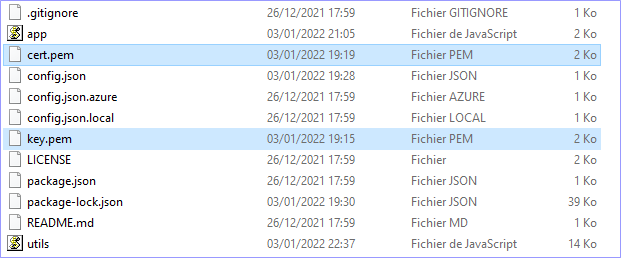 .gitignore 26/12/2021 17:59 Fichier GITIGNORE 1 Ko
app 03/01/2022 21:05 Fichier de JavaScript 2 Ko
cert.pem 03/01/2022 19:19 Fichier PEM 2 Ko
config.json 03/01/2022 19:28 Fichier JSON 1 Ko
config.json.azure 26/12/2021 17:59 Fichier AZURE 1 Ko
config.json.local 26/12/2021 17:59 Fichier LOCAL 1 Ko
key.pem 03/01/2022 19:15 Fichier PEM 2 Ko
LICENSE 26/12/2021 17:59 Fichier 2 Ko
package.json 26/12/2021 17:59 Fichier JSON 1 Ko
package-lock.json 03/01/2022 19:30 Fichier JSON 39 Ko
README.md 26/12/2021 17:59 Fichier MD 1 Ko
utils 03/01/2022 22:37 Fichier de JavaScript 14 Ko